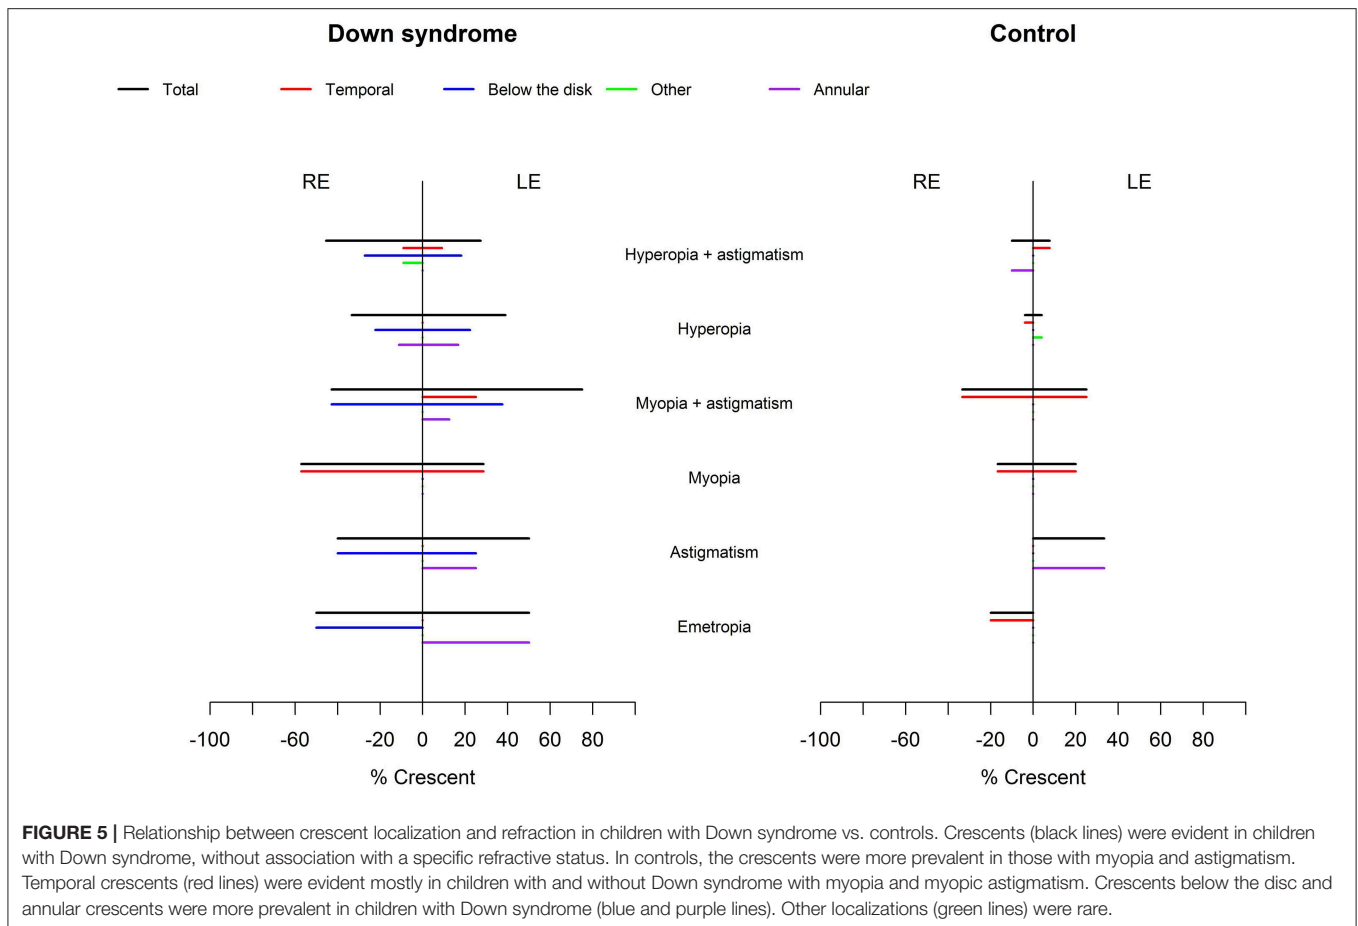 Down syndrome
Control
Total
Temporal
Below the disk
Other
Annular
RE
LE
RE
LE
Hyperopia + astigmatism
Hyperopia
Myopia + astigmatism
Myopia
Astigmatism
Emetropia
-100 -60 -20 0 20 40 60 80
-100 -60 -20 0 20 40 60 80
% Crescent
% Crescent
FIGURE 5 | Relationship between crescent localization and refraction in children with Down syndrome vs. controls. Crescents (black lines) were evident in children
with Down syndrome, without association with a specific refractive status. In controls, the crescents were more prevalent in those with myopia and astigmatism.
Temporal crescents (red lines) were evident mostly in children with and without Down syndrome with myopia and myopic astigmatism. Crescents below the disc and
annular crescents were more prevalent in children with Down syndrome (blue and purple lines). Other localizations (green lines) were rare.